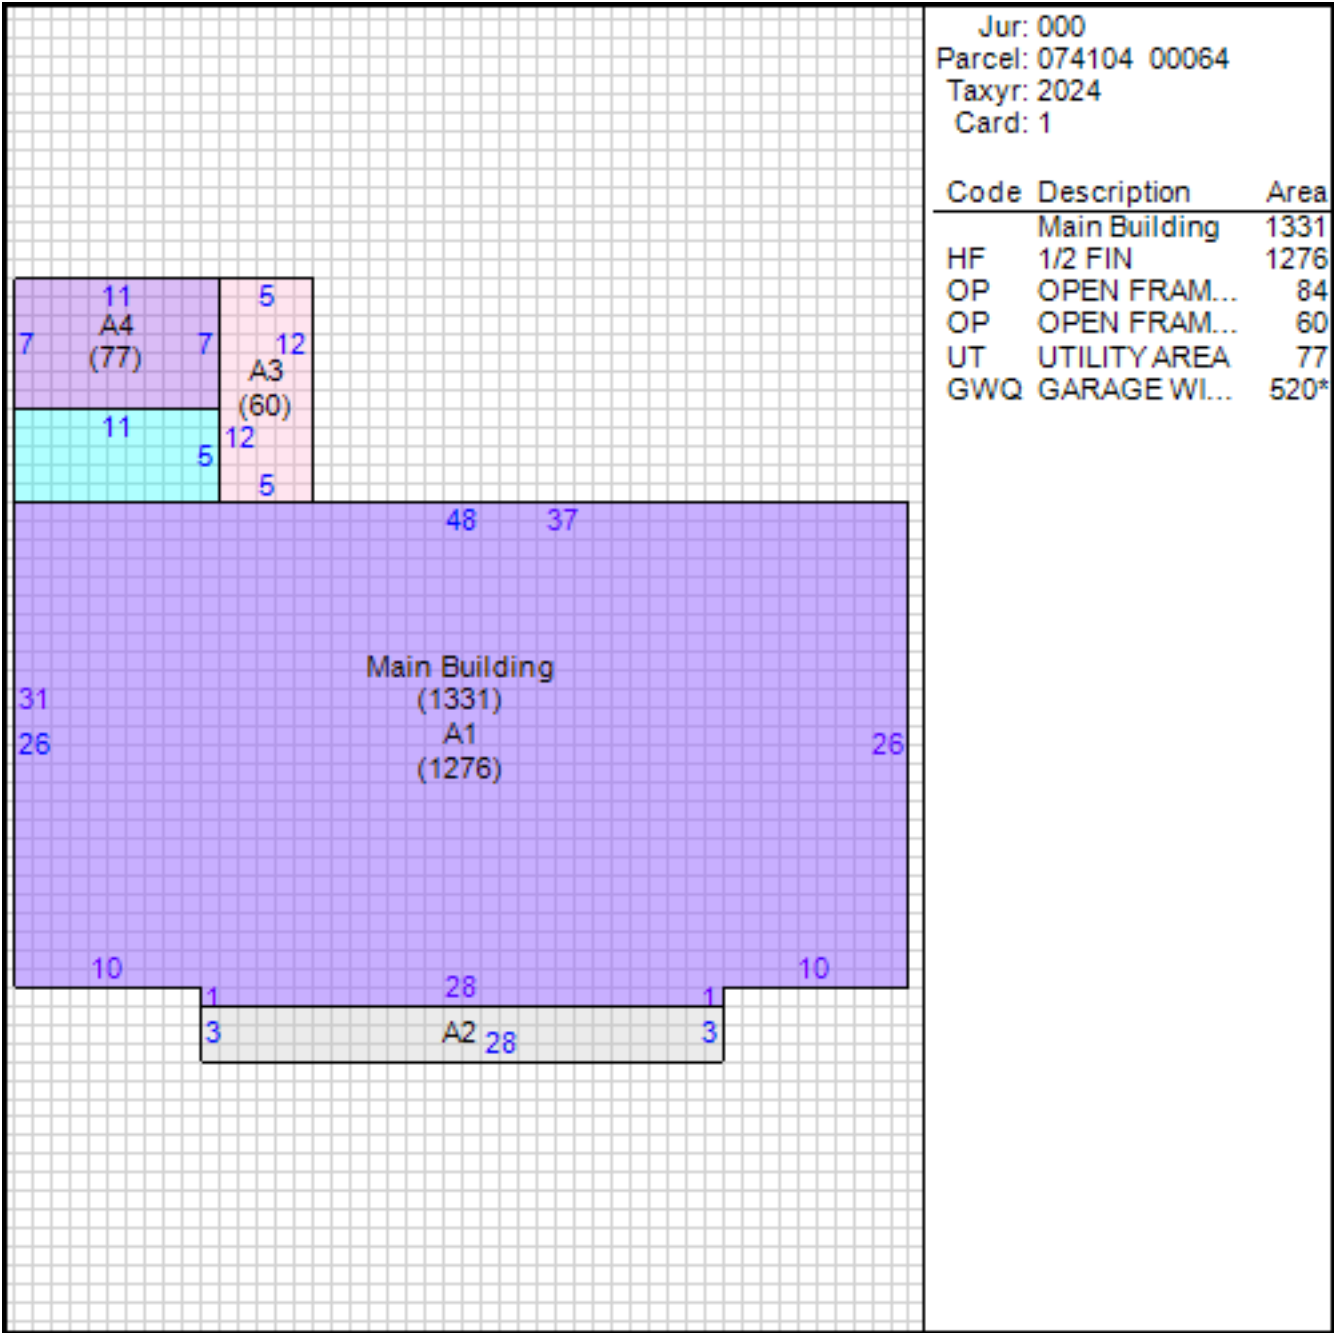 Jur: 000
Parcel: 074104 00064
Taxyr: 2024
Card: 1
Code Description Area
Main Building 1331
HF 1/2 FIN 1276
OP OPEN FRAM... 84
OP OPEN FRAM... 60
UT UTILITY AREA 77
GWQ GARAGE WI... 520*
11 5
A4
7 7 12
(77)
A3
(60)
11
12
5
5
48 37
Main Building
(1331)
31
A1
26 26
(1276)
10 10
28
1 1
3 A2 28 3